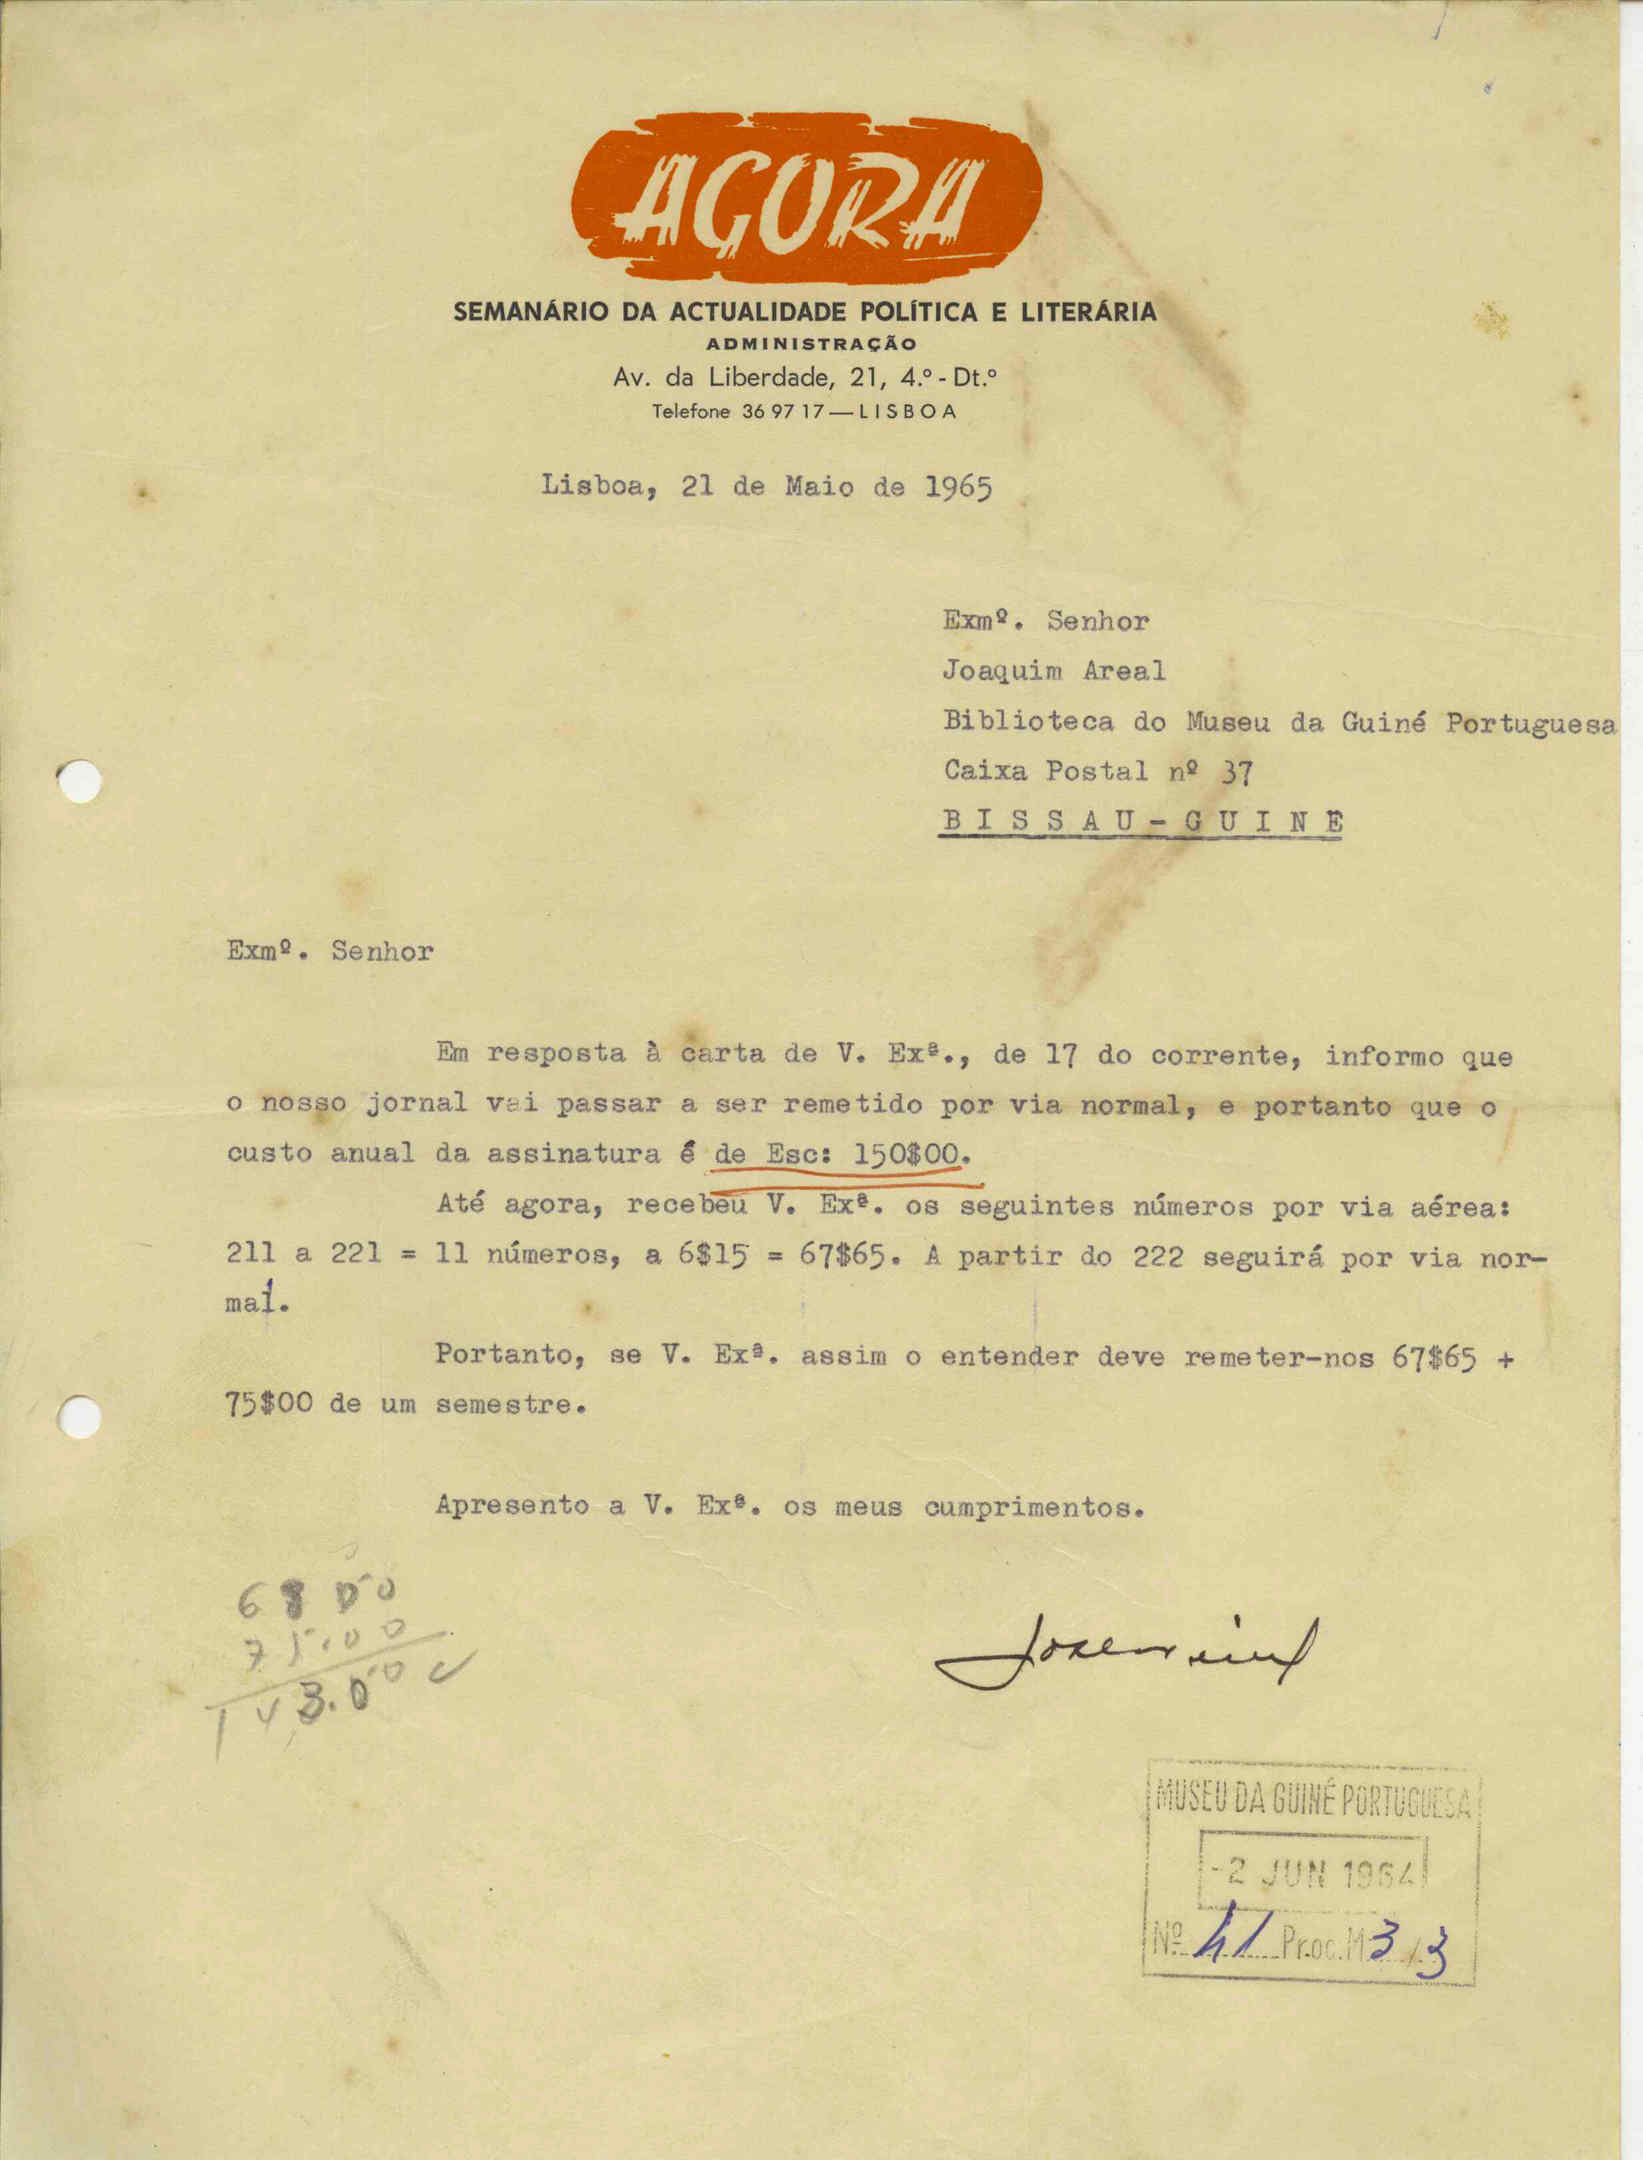 AGORA
SEMANÁRIO DA ACTUALIDADE POLÍTICA E LITERÁRIA
ADMINISTRAÇÃO
Av. da Liberdade, 21, 4.º - Dt.º
Telefone 36 97 17 — LISBOA
Lisboa, 21 de Maio de 1965
Exmº. Senhor
Joaquim Areal
Biblioteca do Museu da Guiné Portuguesa
Caixa Postal nº 37
BISSAU-GUINE
Exmº. Senhor
Em resposta à carta de V. Exª., de 17 do corrente, informo que
o nosso jornal vai passar a ser remetido por via normal, e portanto que o
custo anual da assinatura é de Esc: 150$00.
Até agora, recebeu V. Exª. os seguintes números por via aérea:
211 a 221 = 11 números, a 6$15 = 67$65. A partir do 222 seguirá por via nor-
mal.
Portanto, se V. Exª. assim o entender deve remeter-nos 67$65 +
75$00 de um semestre.
Apresento a V. Exª. os meus cumprimentos.
75.00
143.00
MUSEU DA GUINÉ PORTUGUESA
-2 JUN 1964
Nº 41 Proc. M 3/3